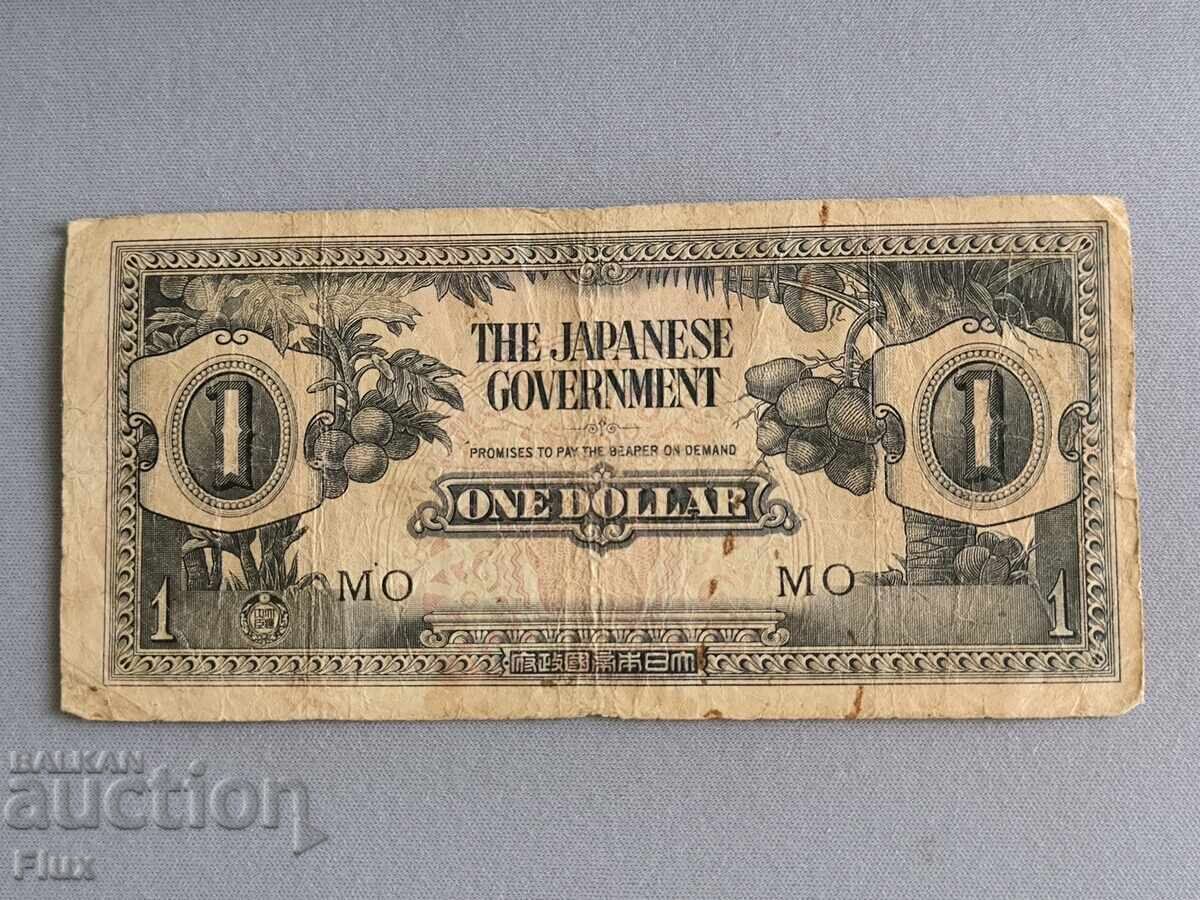 THE JAPANESE
GOVERNMENT
PROMISES TO PAY THE BEARER ON DEMAND
1
1
ONE DOLLAR
MO
MO
1
1
府政國帝本日大
BALKAN
auction
Flux